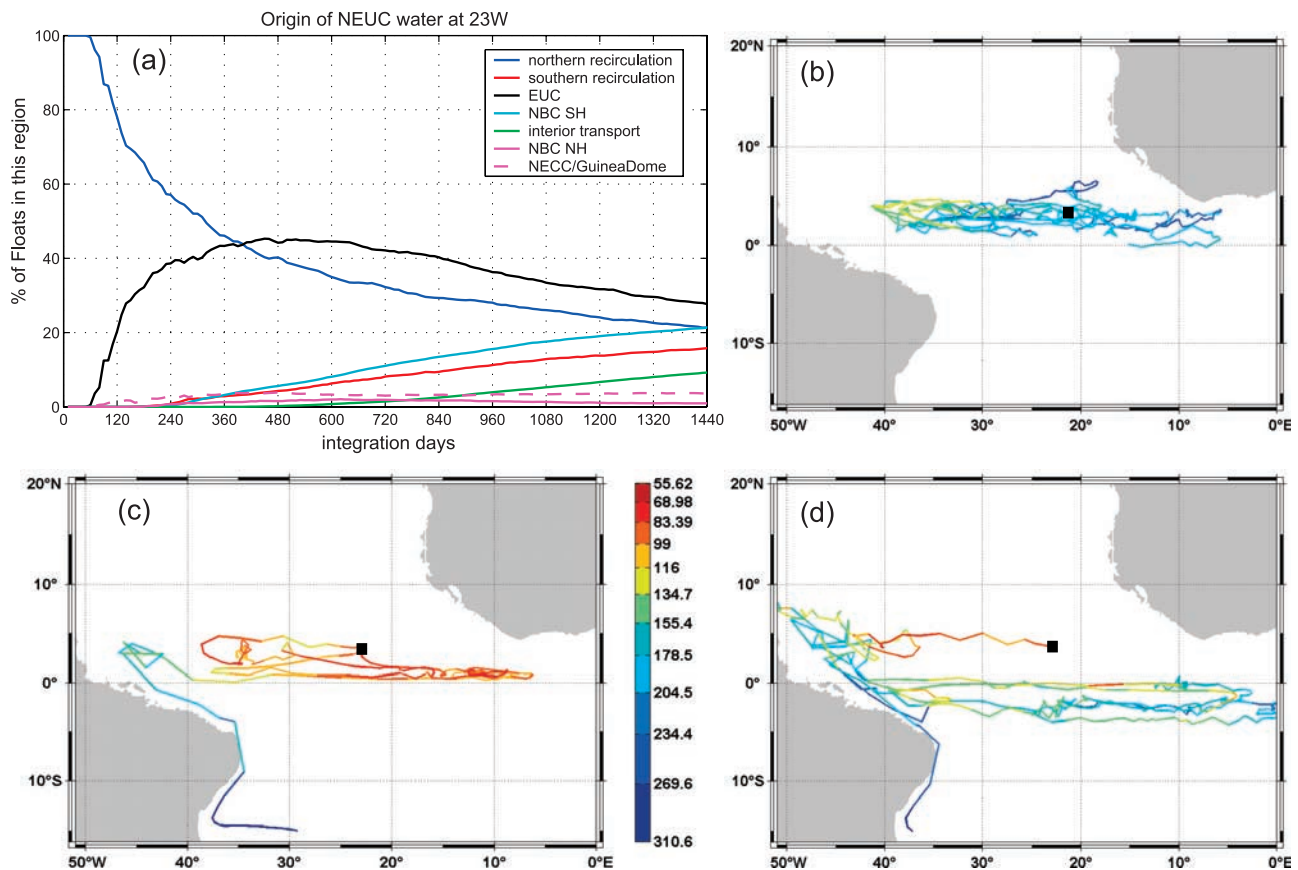 Origin of NEUC water at 23W
(a)
% of Floats in this region
100
80
60
40
20
0
northern recirculation
southern recirculation
EUC
NBC SH
interior transport
NBC NH
NECC/GuineaDome
0 120 240 360 480 600 720 840 960 1080 1200 1320 1440
integration days
(b)
20°N
10°
0°
10°S
50°W 40° 30° 20° 10° 0°E
(c)
20°N
10°
0°
10°S
50°W 40° 30° 20° 10° 0°E
55.62
68.98
83.39
99
116
134.7
155.4
178.5
204.5
234.4
269.6
310.6
(d)
20°N
10°
0°
10°S
50°W 40° 30° 20° 10° 0°E